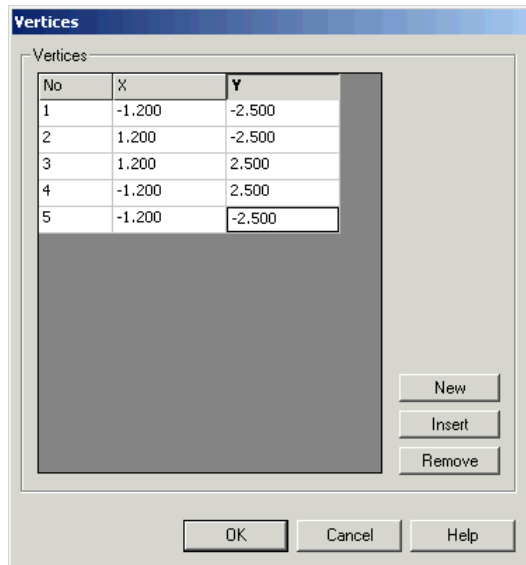 Vertices
Vertices
No X Y
1 -1.200 -2.500
2 1.200 -2.500
3 1.200 2.500
4 -1.200 2.500
5 -1.200 -2.500
New
Insert
Remove
OK Cancel Help